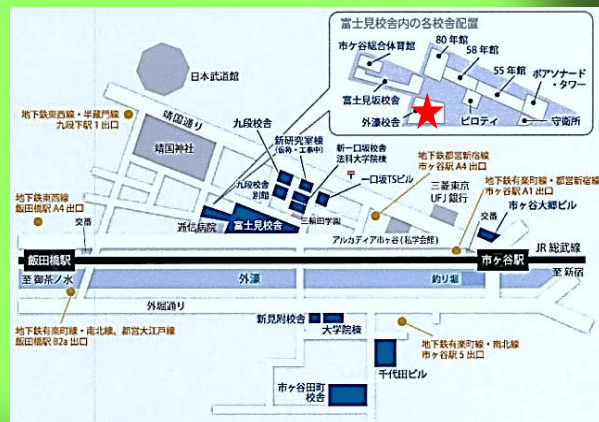 富士見校舎内の各校舎配置
80年館
58年館
市ヶ谷総合体育館
55年館
ボアソナード・
タワー
富士見坂校舎
外濠校舎
ピロティ
守衛所
日本武道館
地下鉄東西線・半蔵門線
九段下駅1出口
靖国通り
靖国神社
九段校舎
新研究室棟
(仮称・工事中)
新一口坂校舎
法科大学院棟
九段校舎
別館
一口坂TSビル
地下鉄都営新宿線
市ヶ谷駅A4出口
三菱東京
UFJ銀行
地下鉄有楽町線・都営新宿線
市ヶ谷駅A1出口
市ヶ谷大郷ビル
交番
地下鉄東西線
飯田橋駅A4出口
交番
逓信病院
富士見校舎
三輪田学園
アルカディア市ヶ谷(私学会館)
JR総武線
飯田橋駅
市ヶ谷駅
至御茶ノ水
外濠
釣り堀
至新宿
外堀通り
新見附校舎
大学院棟
地下鉄有楽町線・南北線、都営大江戸線
飯田橋駅B2a出口
地下鉄有楽町線・南北線
市ヶ谷駅5出口
千代田ビル
市ヶ谷田町
校舎